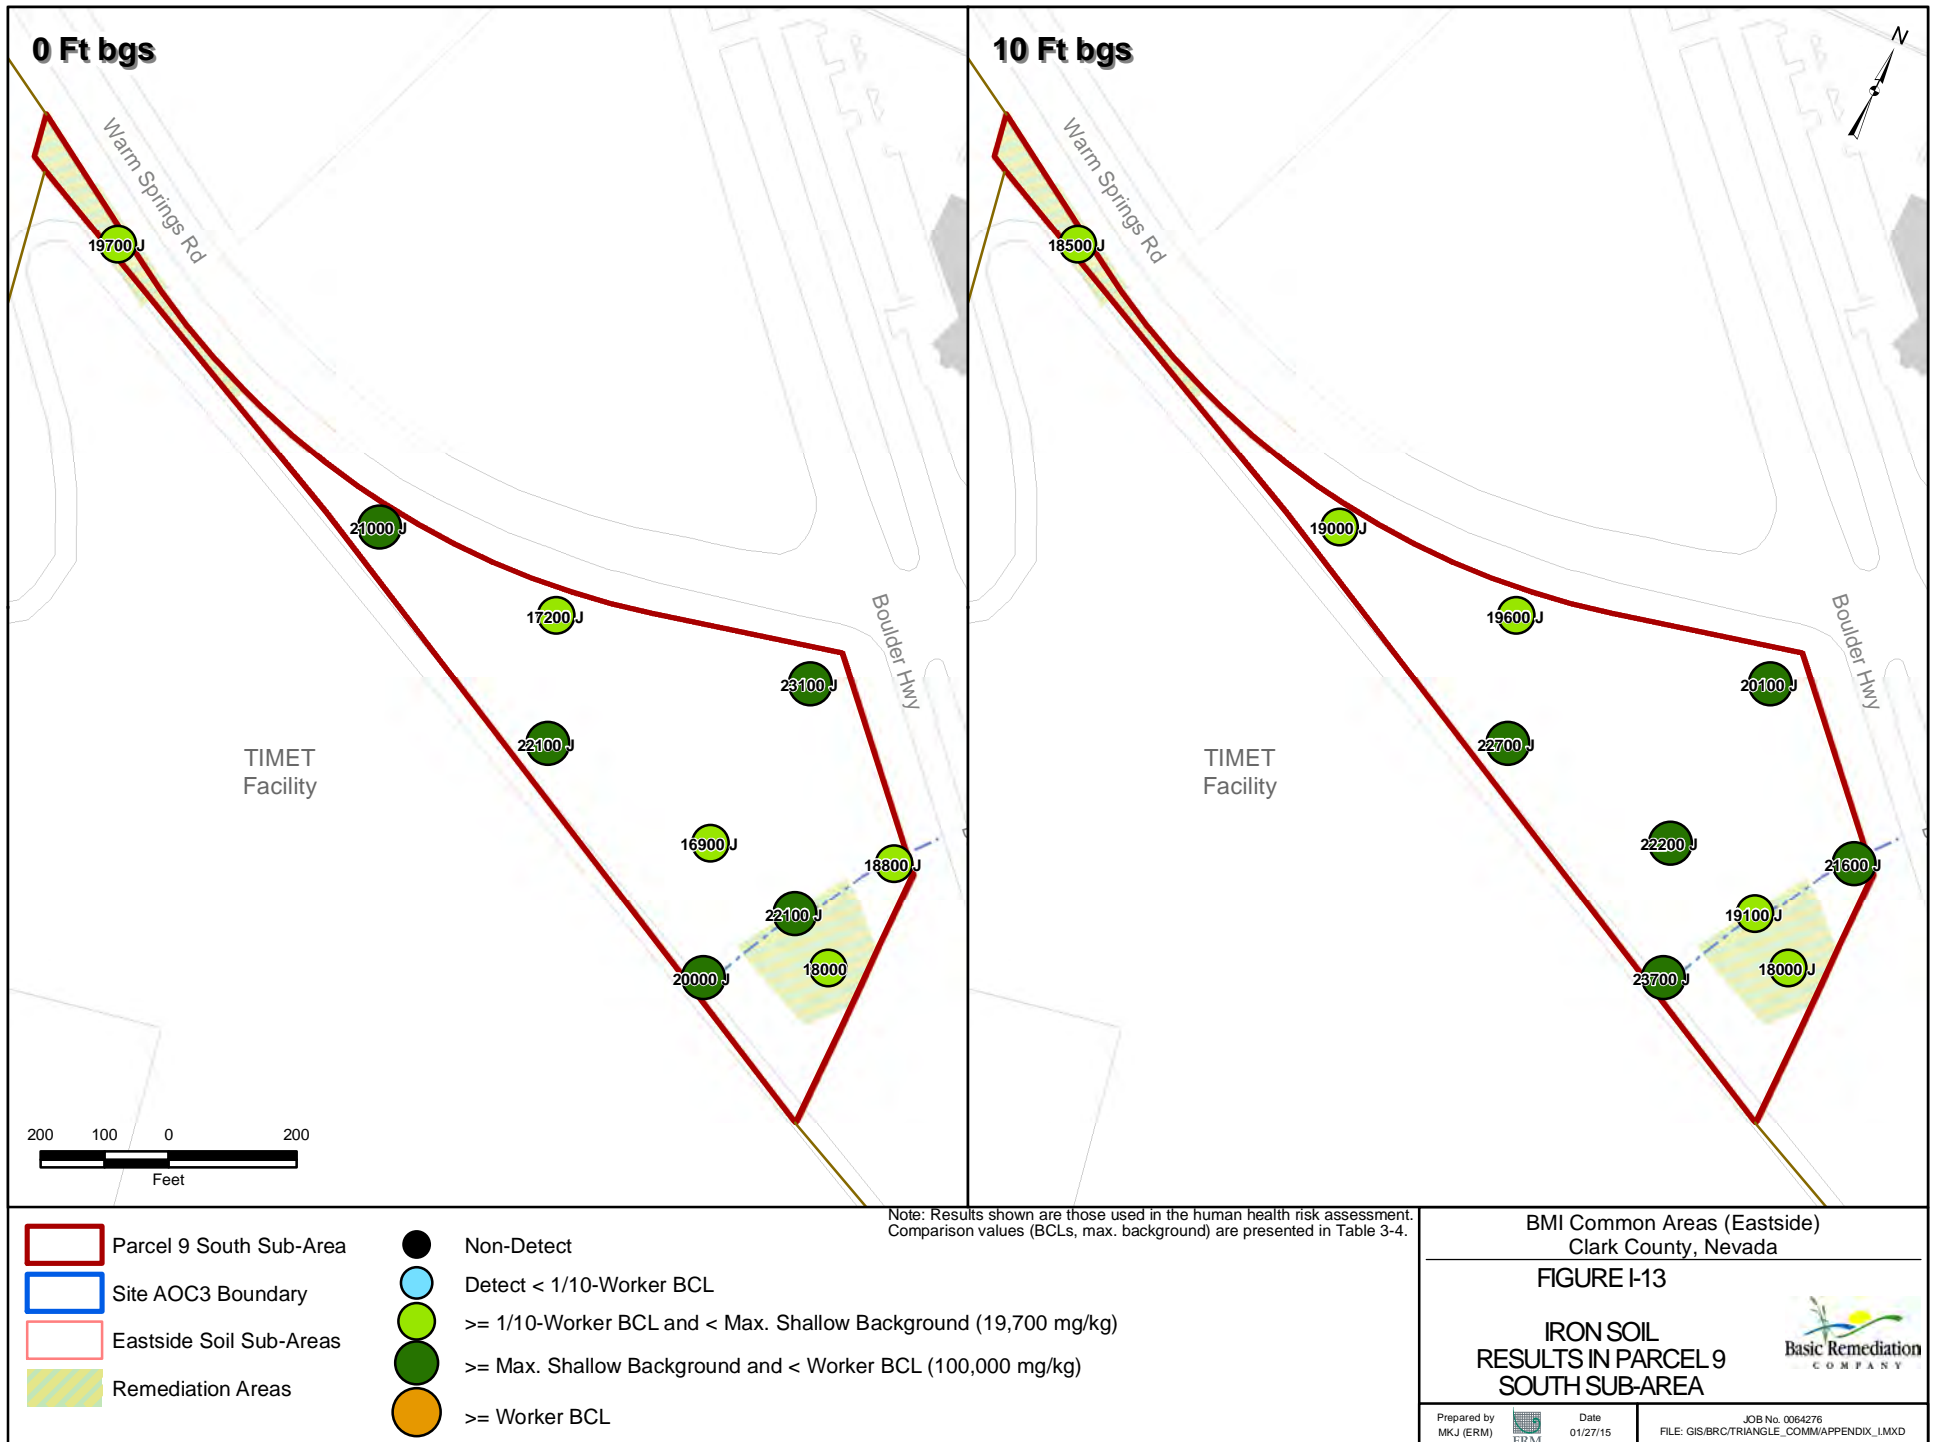 0 Ft bgs
Warm Springs Rd
19700 J
21000 J
17200 J
23100 J
22100 J
16900 J
18800 J
22100 J
18000
20000 J
Boulder Hwy
TIMET
Facility
200 100 0 200
Feet
10 Ft bgs
N
Warm Springs Rd
18500 J
19000 J
19600 J
20100 J
22700 J
22200 J
21600 J
19100 J
18000 J
23700 J
Boulder Hwy
TIMET
Facility
Parcel 9 South Sub-Area
Site AOC3 Boundary
Eastside Soil Sub-Areas
Remediation Areas
Non-Detect
Detect < 1/10-Worker BCL
>= 1/10-Worker BCL and < Max. Shallow Background (19,700 mg/kg)
>= Max. Shallow Background and < Worker BCL (100,000 mg/kg)
>= Worker BCL
Note: Results shown are those used in the human health risk assessment.
Comparison values (BCLs, max. background) are presented in Table 3-4.
BMI Common Areas (Eastside)
Clark County, Nevada
FIGURE I-13
IRON SOIL
RESULTS IN PARCEL 9
SOUTH SUB-AREA
Basic Remediation
COMPANY
Prepared by
MKJ (ERM)
ERM
Date
01/27/15
JOB No. 0064276
FILE: GIS/BRC/TRIANGLE_COMM/APPENDIX_I.MXD